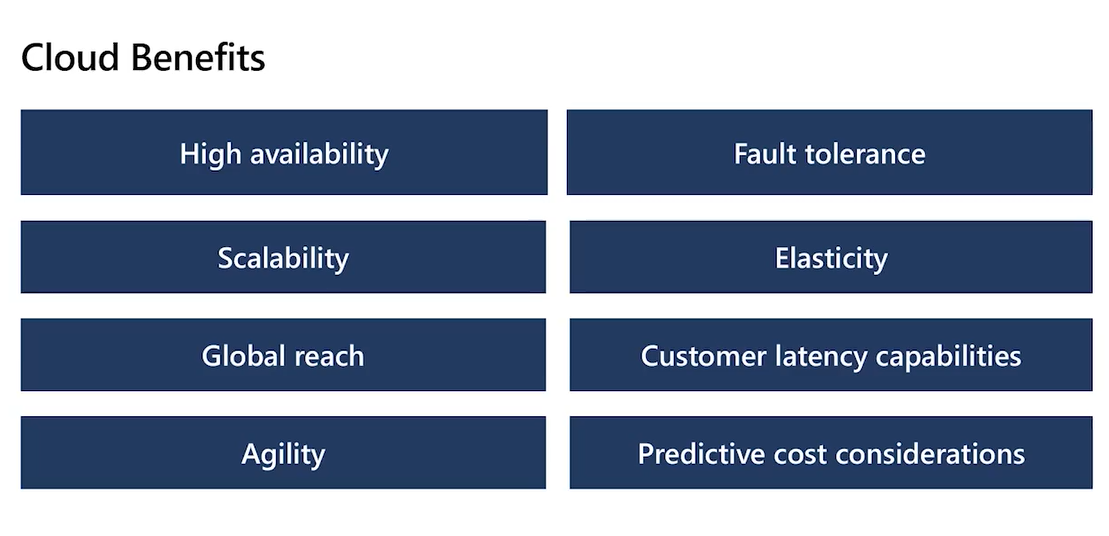 Cloud Benefits
High availability
Fault tolerance
Scalability
Elasticity
Global reach
Customer latency capabilities
Agility
Predictive cost considerations